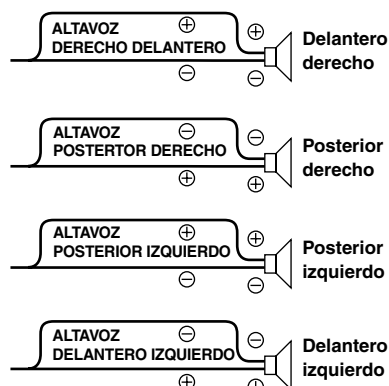 ALTAVOZ ⊕ ⊕
DERECHO DELANTERO
⊖ ⊖
Delantero
derecho
ALTAVOZ ⊖ ⊖
POSTERTOR DERECHO
⊕ ⊕
Posterior
derecho
ALTAVOZ ⊕ ⊕
POSTERIOR IZQUIERDO
⊖ ⊖
Posterior
izquierdo
ALTAVOZ ⊖ ⊖
DELANTERO IZQUIERDO
⊕ ⊕
Delantero
izquierdo